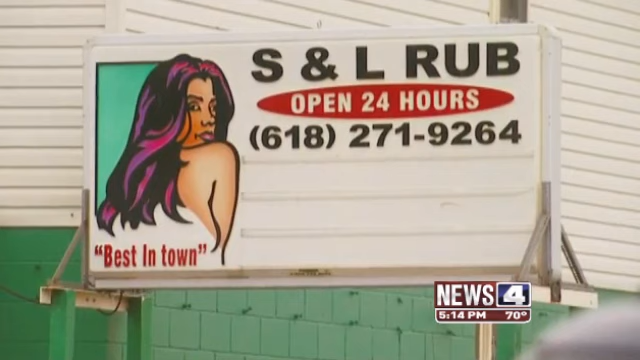 S & L RUB
OPEN 24 HOURS
(618) 271-9264
"Best In town"
NEWS 4
5:14 PM 70°